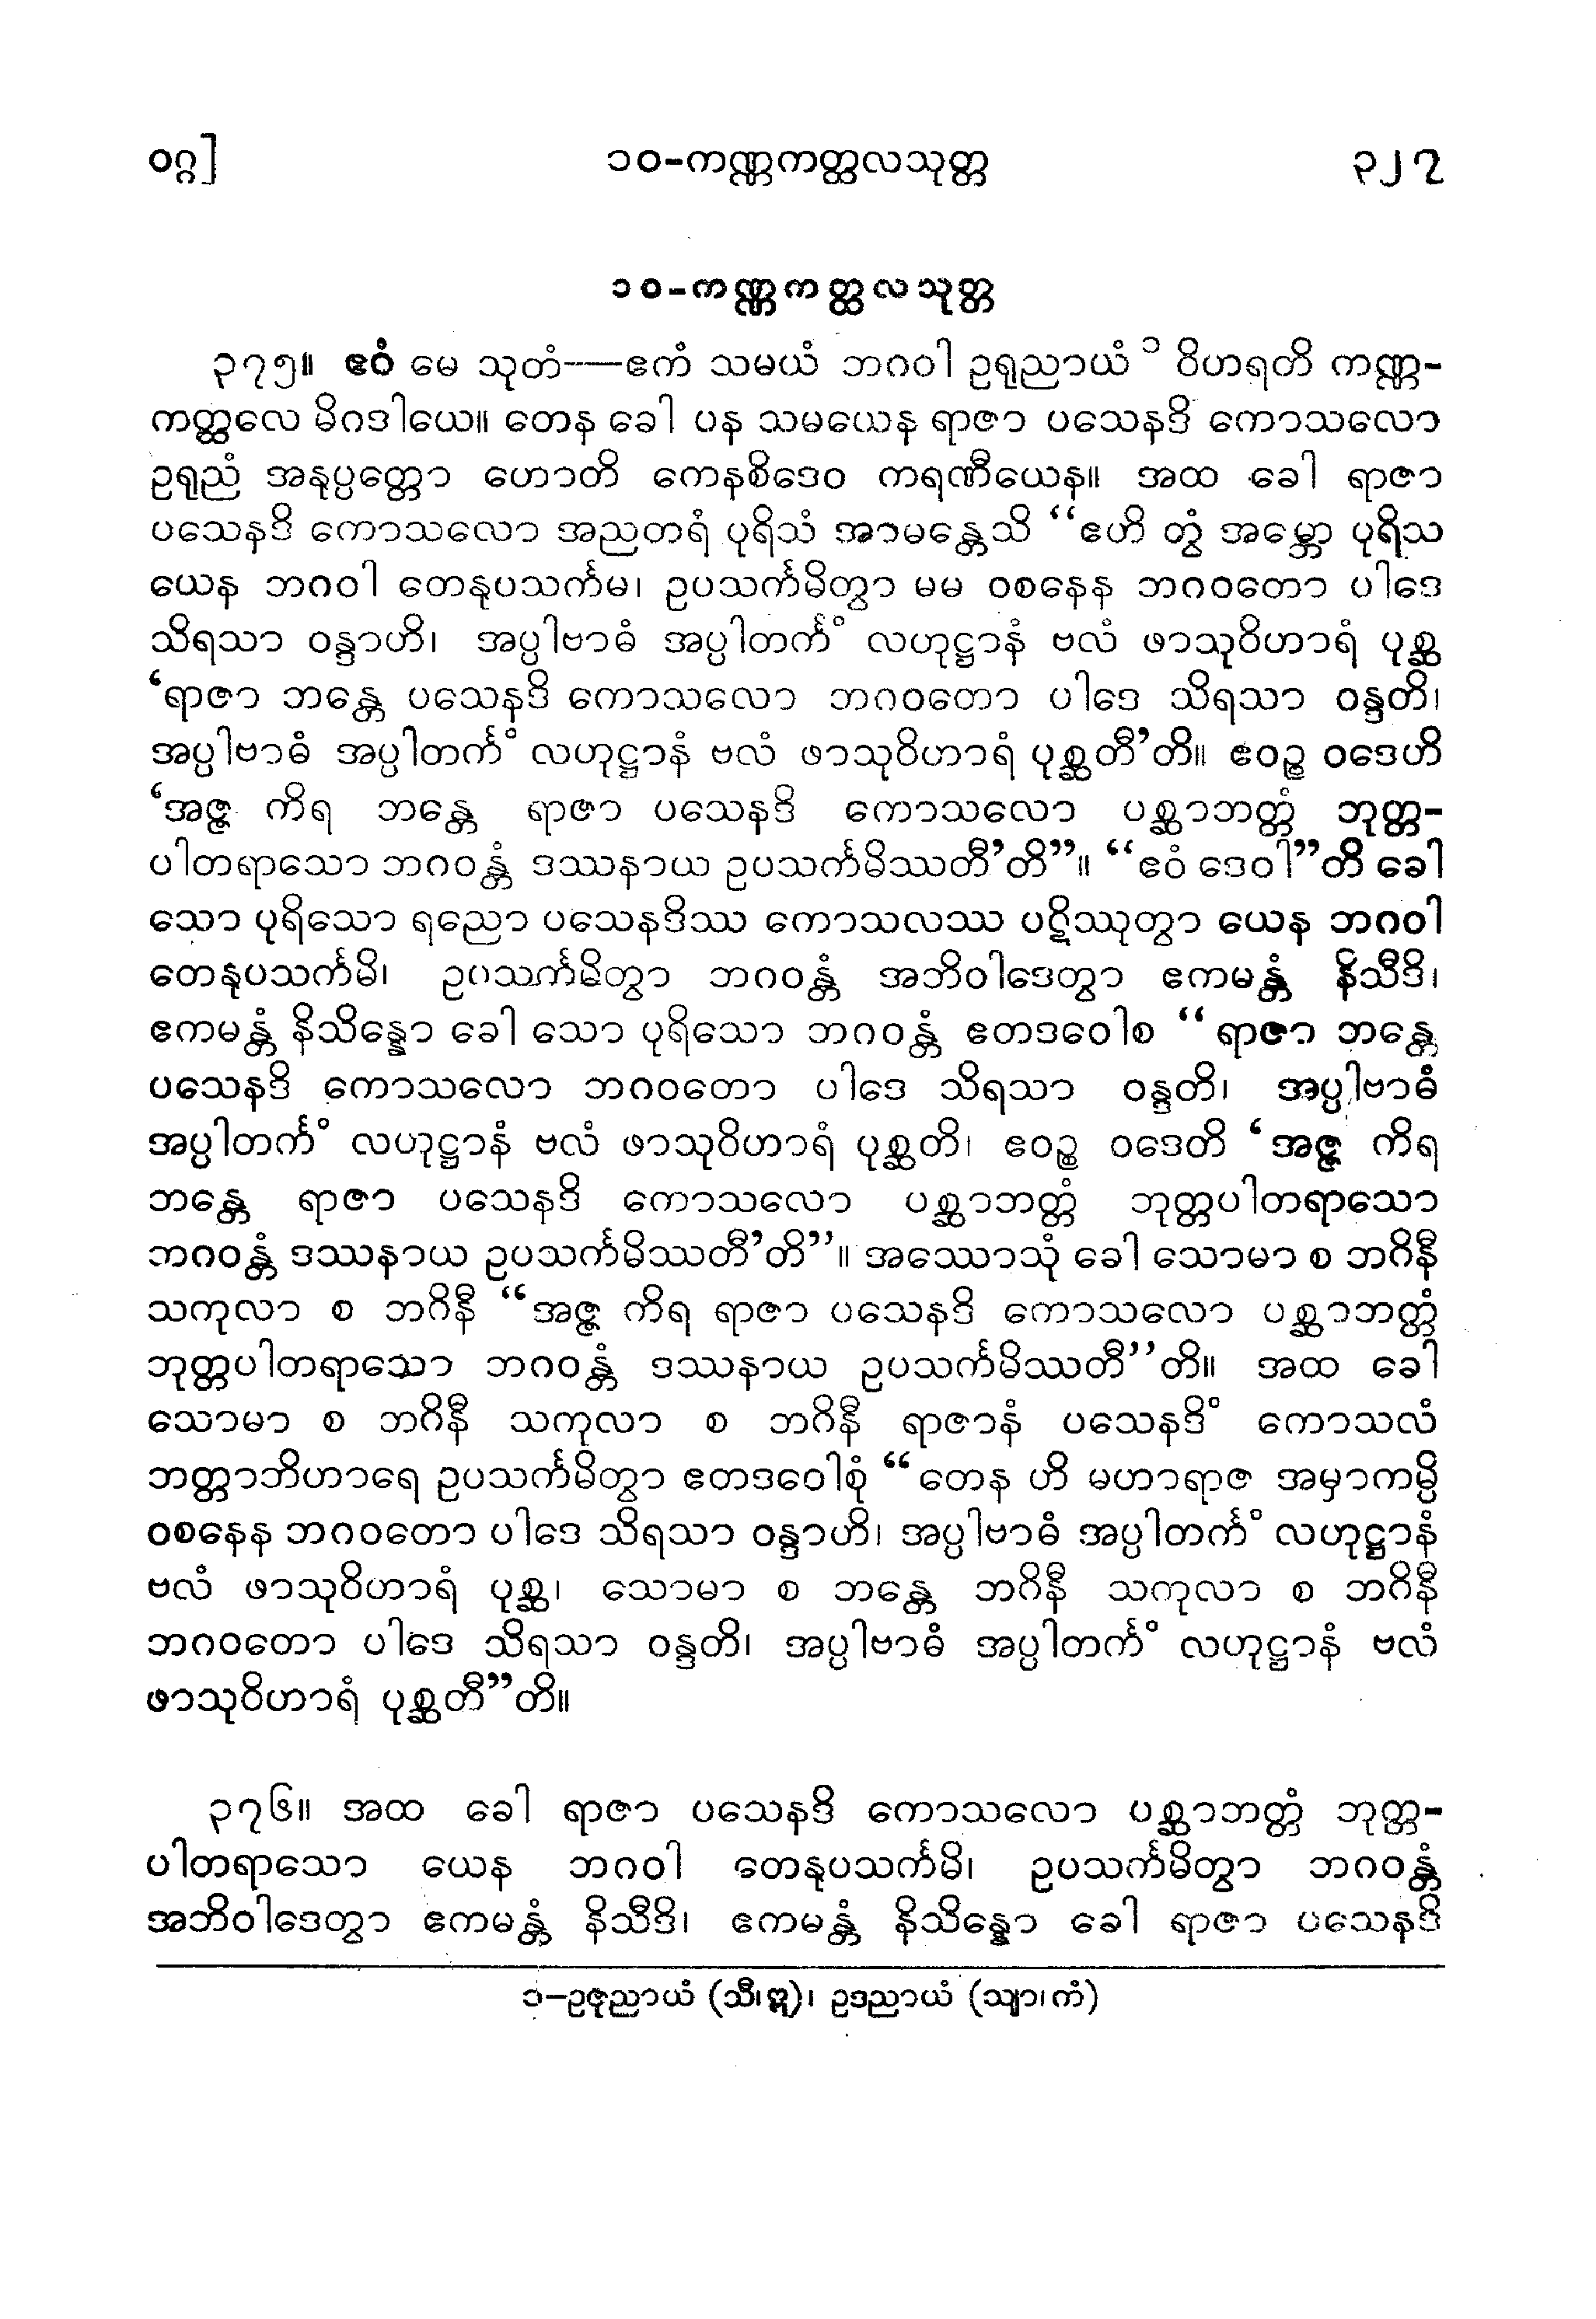 ဝဂ္ဂ]
၁၀-ကဏ္ဏကတ္ထလသုတ္တ
၃၂၇
၁၀-ကဏ္ဏကတ္ထလသုတ္တ
၃၇၅။ ဧဝံ မေ သုတံ——ဧကံ သမယံ ဘဂဝါ ဥရုညာယံ ၁ ဝိဟရတိ ကဏ္ဏ-
ကတ္ထလေ မိဂဒါယေ။ တေန ခေါ ပန သမယေန ရာဇာ ပသေနဒိ ကောသလော
ဥရုညံ အနုပ္ပတ္တော ဟောတိ ကေနစိဒေဝ ကရဏီယေန။ အထ ခေါ ရာဇာ
ပသေနဒိ ကောသလော အညတရံ ပုရိသံ အာမန္တေသိ “ဧဟိ တွံ အမ္ဘော ပုရိသ
ယေန ဘဂဝါ တေနုပသင်္ကမ၊ ဥပသင်္ကမိတွာ မမ ဝစနေန ဘဂဝတော ပါဒေ
သိရသာ ဝန္ဒာဟိ၊ အပ္ပါဗာဓံ အပ္ပါတင်္ကံ လဟုဋ္ဌာနံ ဗလံ ဖာသုဝိဟာရံ ပုစ္ဆ
‘ရာဇာ ဘန္တေ ပသေနဒိ ကောသလော ဘဂဝတော ပါဒေ သိရသာ ဝန္ဒတိ၊
အပ္ပါဗာဓံ အပ္ပါတင်္ကံ လဟုဋ္ဌာနံ ဗလံ ဖာသုဝိဟာရံ ပုစ္ဆတီ’တိ။ ဧဝဉ္စ ဝဒေဟိ
‘အဇ္ဇ ကိရ ဘန္တေ ရာဇာ ပသေနဒိ ကောသလော ပစ္ဆာဘတ္တံ ဘုတ္တ-
ပါတရာသော ဘဂဝန္တံ ဒဿနာယ ဥပသင်္ကမိဿတီ’တိ”။ “ဧဝံ ဒေဝါ”တိ ခေါ
သော ပုရိသော ရညော ပသေနဒိဿ ကောသလဿ ပဋိဿုတွာ ယေန ဘဂဝါ
တေနုပသင်္ကမိ၊ ဥပသင်္ကမိတွာ ဘဂဝန္တံ အဘိဝါဒေတွာ ဧကမန္တံ နိသီဒိ၊
ဧကမန္တံ နိသိန္နော ခေါ သော ပုရိသော ဘဂဝန္တံ ဧတဒဝေါစ “ရာဇာ ဘန္တေ
ပသေနဒိ ကောသလော ဘဂဝတော ပါဒေ သိရသာ ဝန္ဒတိ၊ အပ္ပါဗာဓံ
အပ္ပါတင်္ကံ လဟုဋ္ဌာနံ ဗလံ ဖာသုဝိဟာရံ ပုစ္ဆတိ၊ ဧဝဉ္စ ဝဒေတိ ‘အဇ္ဇ ကိရ
ဘန္တေ ရာဇာ ပသေနဒိ ကောသလော ပစ္ဆာဘတ္တံ ဘုတ္တပါတရာသော
ဘဂဝန္တံ ဒဿနာယ ဥပသင်္ကမိဿတီ’တိ”။ အဿောသုံ ခေါ သောမာ စ ဘဂိနီ
သကုလာ စ ဘဂိနီ “အဇ္ဇ ကိရ ရာဇာ ပသေနဒိ ကောသလော ပစ္ဆာဘတ္တံ
ဘုတ္တပါတရာသော ဘဂဝန္တံ ဒဿနာယ ဥပသင်္ကမိဿတီ”တိ။ အထ ခေါ
သောမာ စ ဘဂိနီ သကုလာ စ ဘဂိနီ ရာဇာနံ ပသေနဒိံ ကောသလံ
ဘတ္တာဘိဟာရေ ဥပသင်္ကမိတွာ ဧတဒဝေါစုံ “တေန ဟိ မဟာရာဇ အမှာကမ္ပိ
ဝစနေန ဘဂဝတော ပါဒေ သိရသာ ဝန္ဒာဟိ၊ အပ္ပါဗာဓံ အပ္ပါတင်္ကံ လဟုဋ္ဌာနံ
ဗလံ ဖာသုဝိဟာရံ ပုစ္ဆ၊ သောမာ စ ဘန္တေ ဘဂိနီ သကုလာ စ ဘဂိနီ
ဘဂဝတော ပါဒေ သိရသာ ဝန္ဒတိ၊ အပ္ပါဗာဓံ အပ္ပါတင်္ကံ လဟုဋ္ဌာနံ ဗလံ
ဖာသုဝိဟာရံ ပုစ္ဆတီ”တိ။
၃၇၆။ အထ ခေါ ရာဇာ ပသေနဒိ ကောသလော ပစ္ဆာဘတ္တံ ဘုတ္တ-
ပါတရာသော ယေန ဘဂဝါ တေနုပသင်္ကမိ၊ ဥပသင်္ကမိတွာ ဘဂဝန္တံ
အဘိဝါဒေတွာ ဧကမန္တံ နိသီဒိ၊ ဧကမန္တံ နိသိန္နော ခေါ ရာဇာ ပသေနဒိ
၁-ဥဇုညာယံ (သီ၊ဣ)၊ ဥဒညာယံ (သျာ၊ကံ)